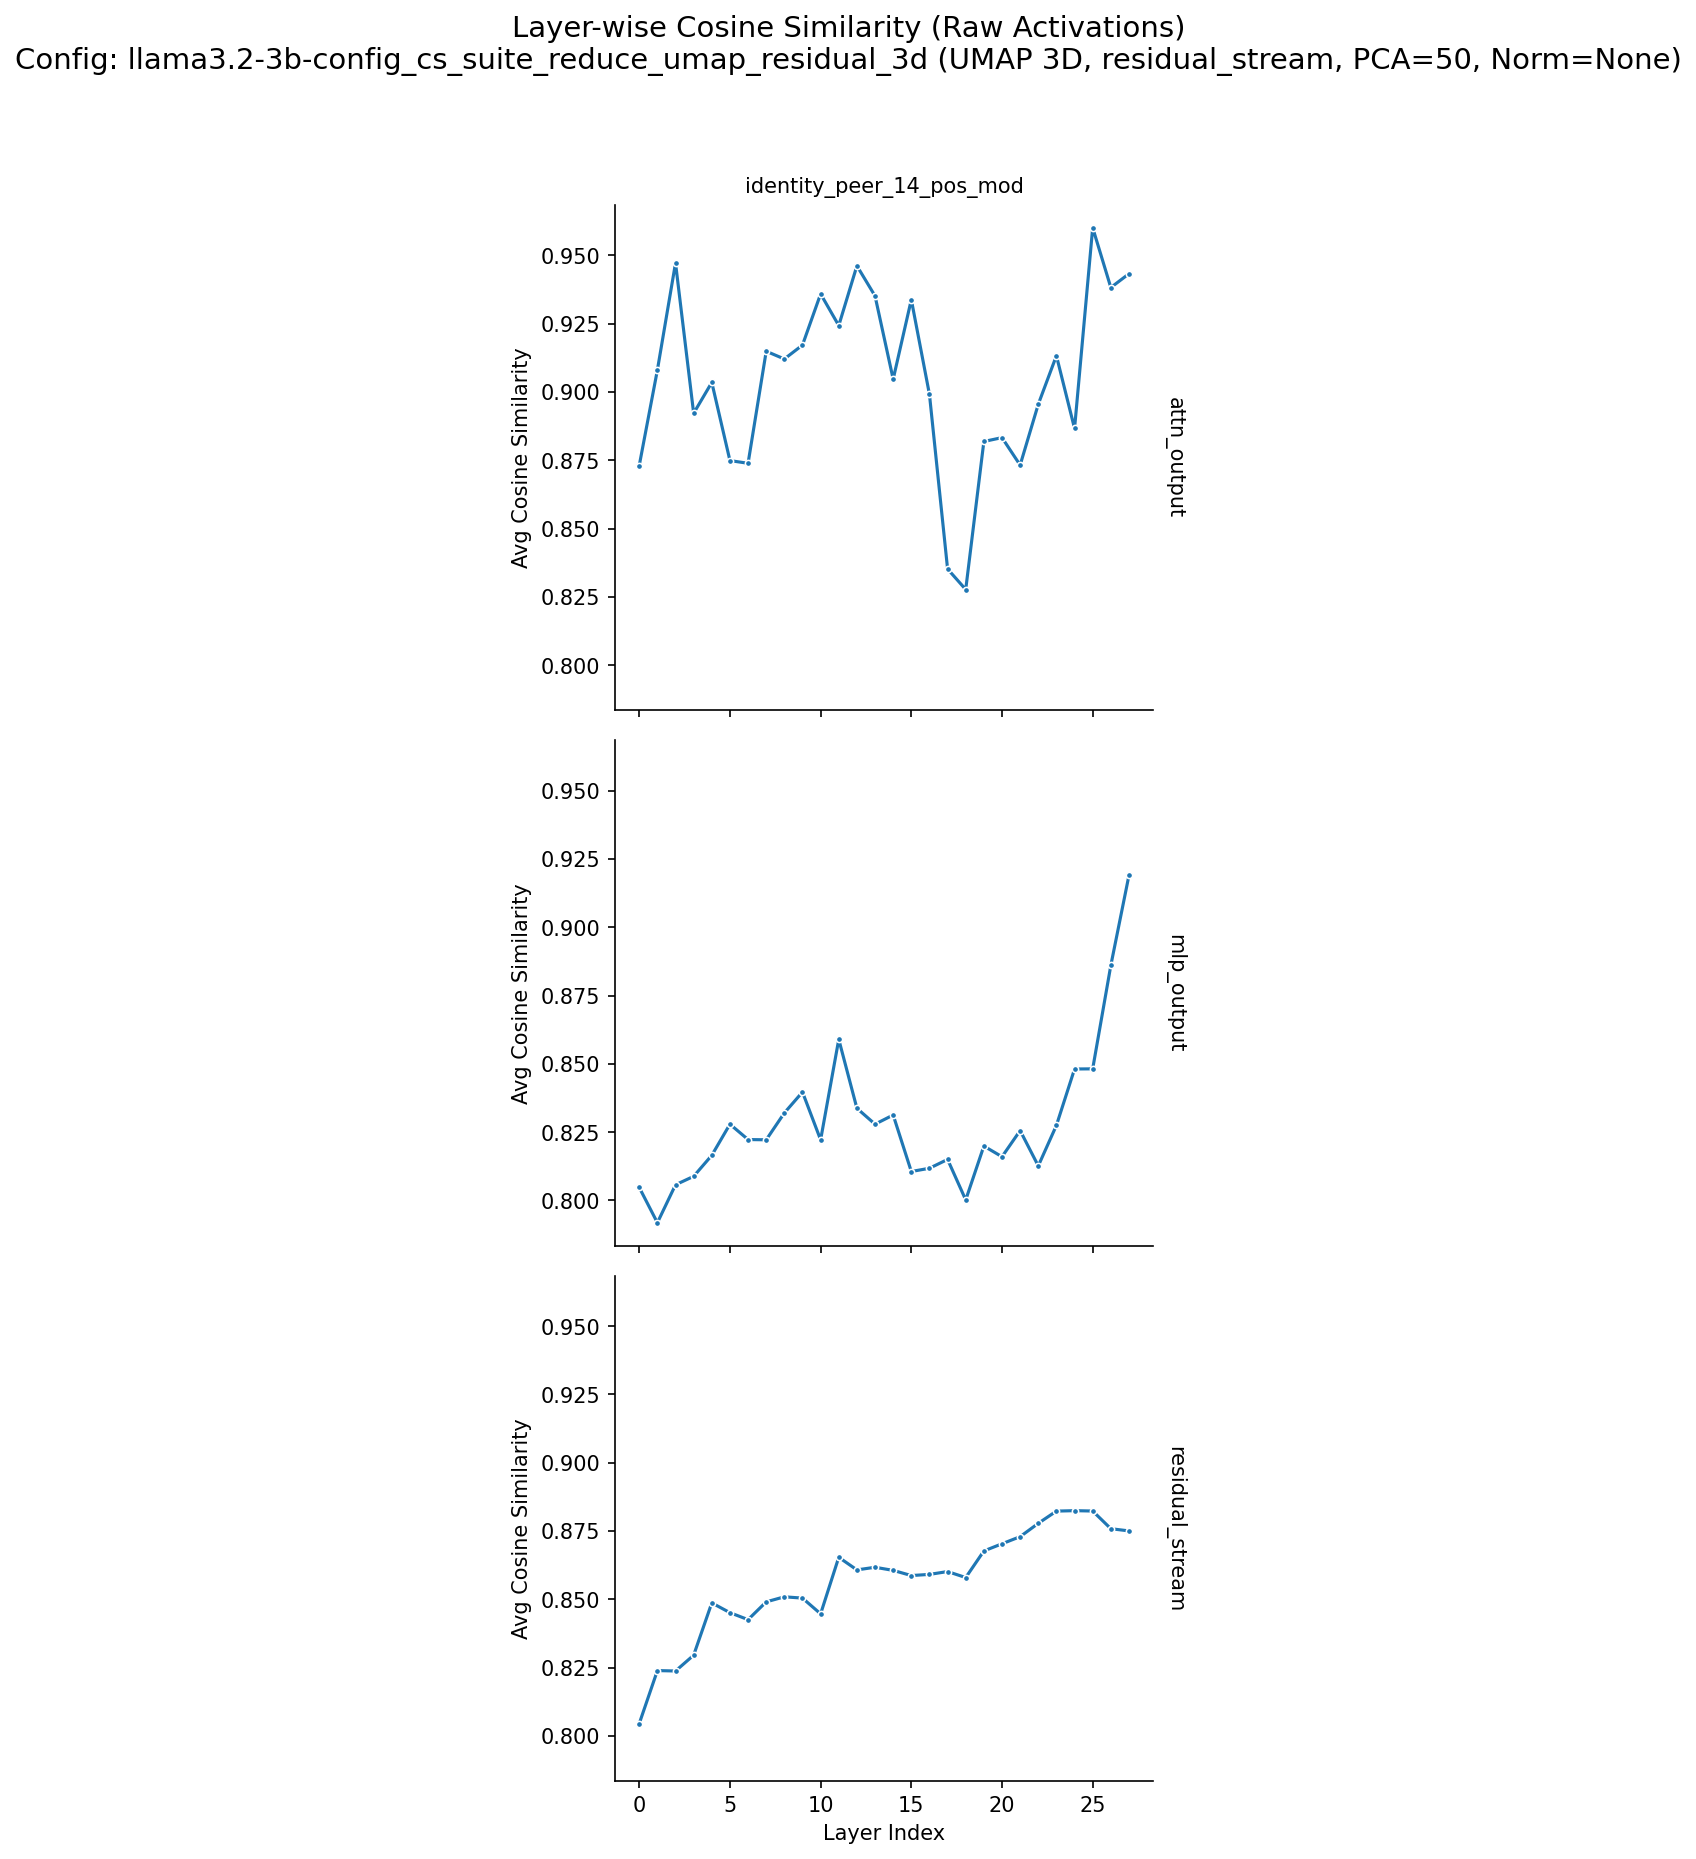 Layer-wise Cosine Similarity (Raw Activations)
Config: llama3.2-3b-config_cs_suite_reduce_umap_residual_3d (UMAP 3D, residual_stream, PCA=50, Norm=None)
identity_peer_14_pos_mod
0.950
0.925
0.900
0.875
0.850
0.825
0.800
Avg Cosine Similarity
attn_output
0.950
0.925
0.900
0.875
0.850
0.825
0.800
Avg Cosine Similarity
mlp_output
0.950
0.925
0.900
0.875
0.850
0.825
0.800
Avg Cosine Similarity
residual_stream
0 5 10 15 20 25
Layer Index